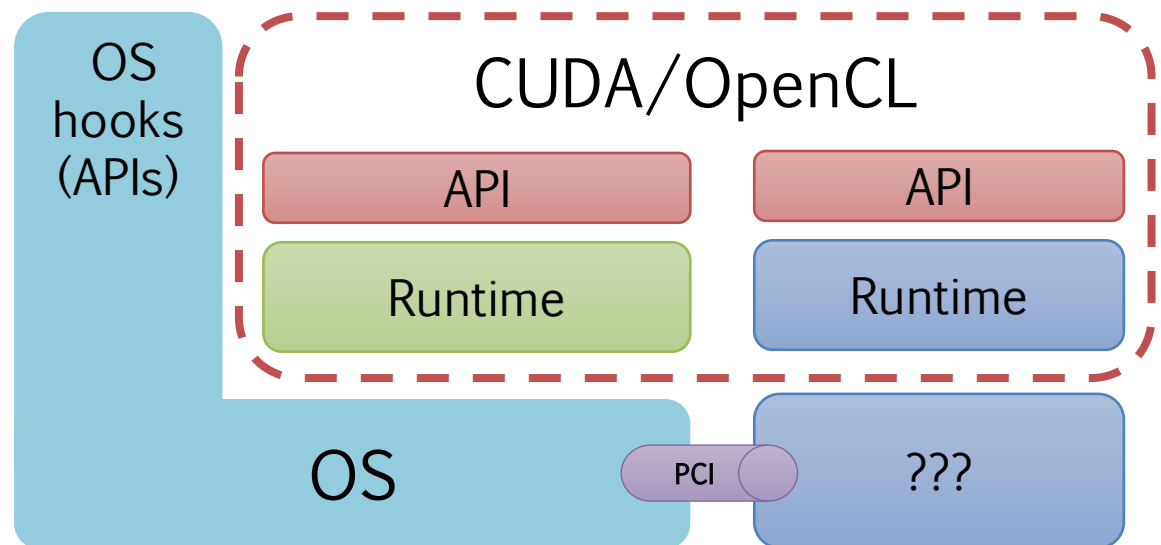 OS
hooks
(APIs)
CUDA/OpenCL
API
API
Runtime
Runtime
OS
PCI
???